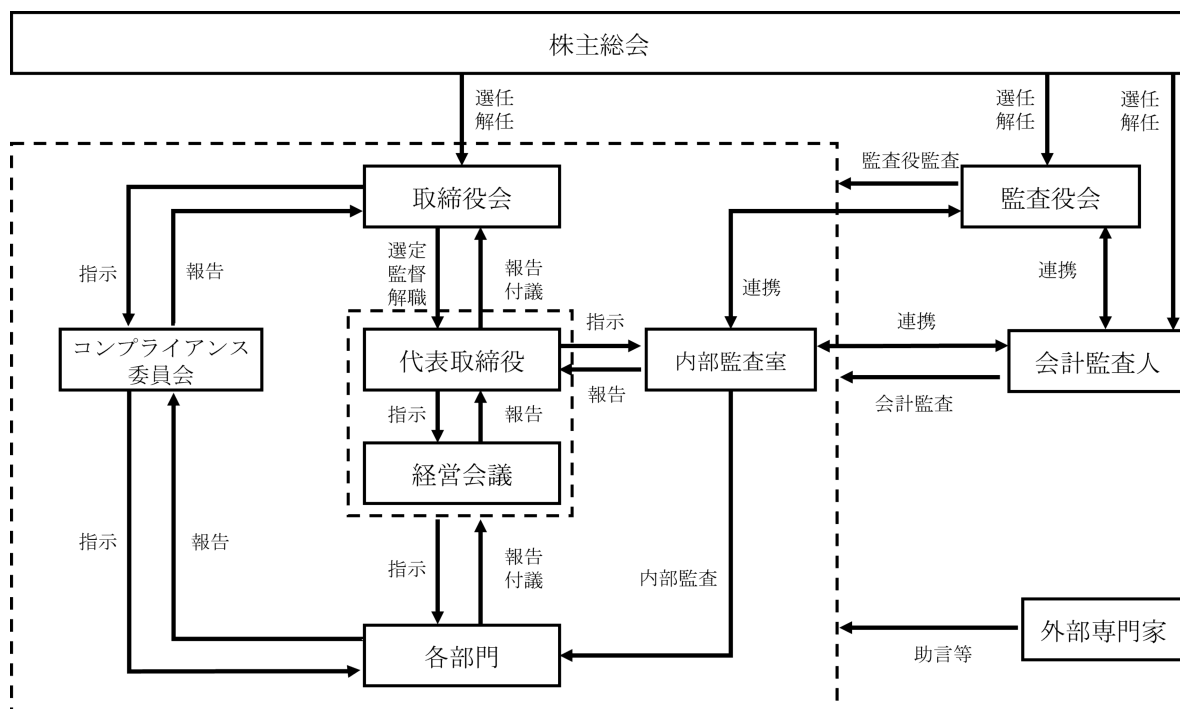 株主総会
選任
解任
選任
解任
選任
解任
監査役監査
取締役会
監査役会
指示
報告
選定
監督
解職
報告
付議
連携
連携
コンプライアンス
委員会
代表取締役
指示
報告
内部監査室
連携
会計監査人
会計監査
指示
報告
経営会議
指示
報告
指示
報告
付議
内部監査
各部門
外部専門家
助言等